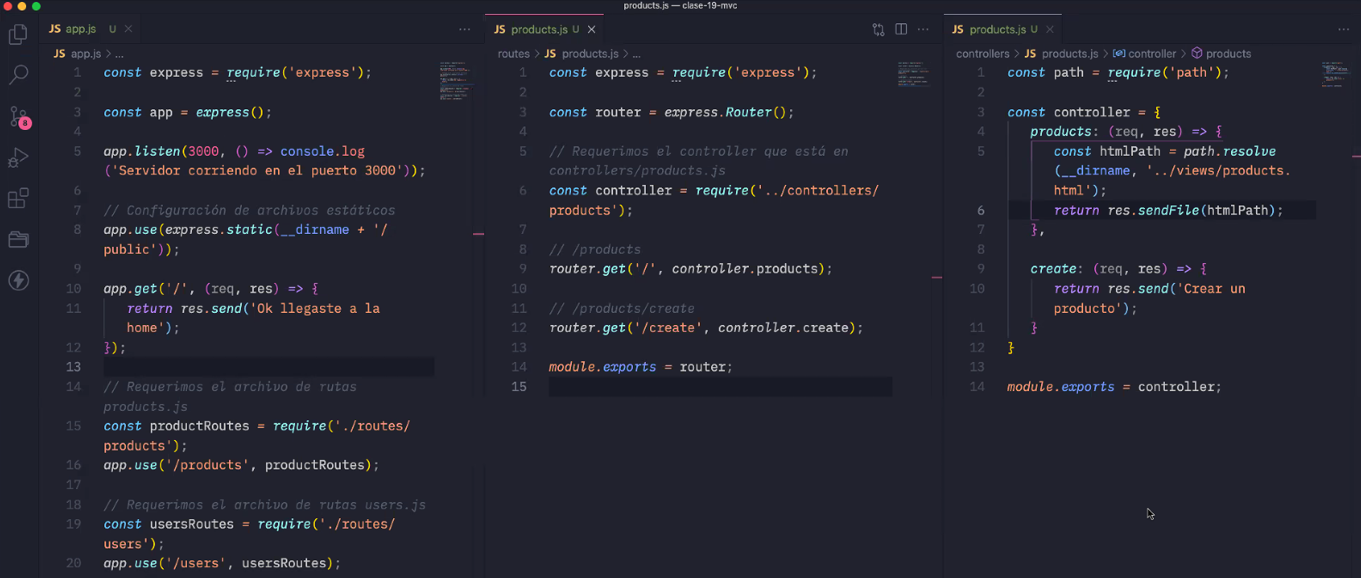 products.js — clase-19-mvc
JS app.js U ×
···
JS app.js > ...
1 const express = require('express');
2
3 const app = express();
4
5 app.listen(3000, () => console.log
('Servidor corriendo en el puerto 3000'));
6
7 // Configuración de archivos estáticos
8 app.use(express.static(__dirname + '/
public'));
9
10 app.get('/', (req, res) => {
11 return res.send('Ok llegaste a la
home');
12 });
13
14 // Requerimos el archivo de rutas
products.js
15 const productRoutes = require('./routes/
products');
16 app.use('/products', productRoutes);
17
18 // Requerimos el archivo de rutas users.js
19 const usersRoutes = require('./routes/
users');
20 app.use('/users', usersRoutes);
JS products.js U ×
···
routes > JS products.js > ...
1 const express = require('express');
2
3 const router = express.Router();
4
5 // Requerimos el controller que está en
controllers/products.js
6 const controller = require('../controllers/
products');
7
8 // /products
9 router.get('/', controller.products);
10
11 // /products/create
12 router.get('/create', controller.create);
13
14 module.exports = router;
15
JS products.js U ×
···
controllers > JS products.js > controller > products
1 const path = require('path');
2
3 const controller = {
4 products: (req, res) => {
5 const htmlPath = path.resolve
(__dirname, '../views/products.
html');
6 return res.sendFile(htmlPath);
7 },
8
9 create: (req, res) => {
10 return res.send('Crear un
producto');
11 }
12 }
13
14 module.exports = controller;